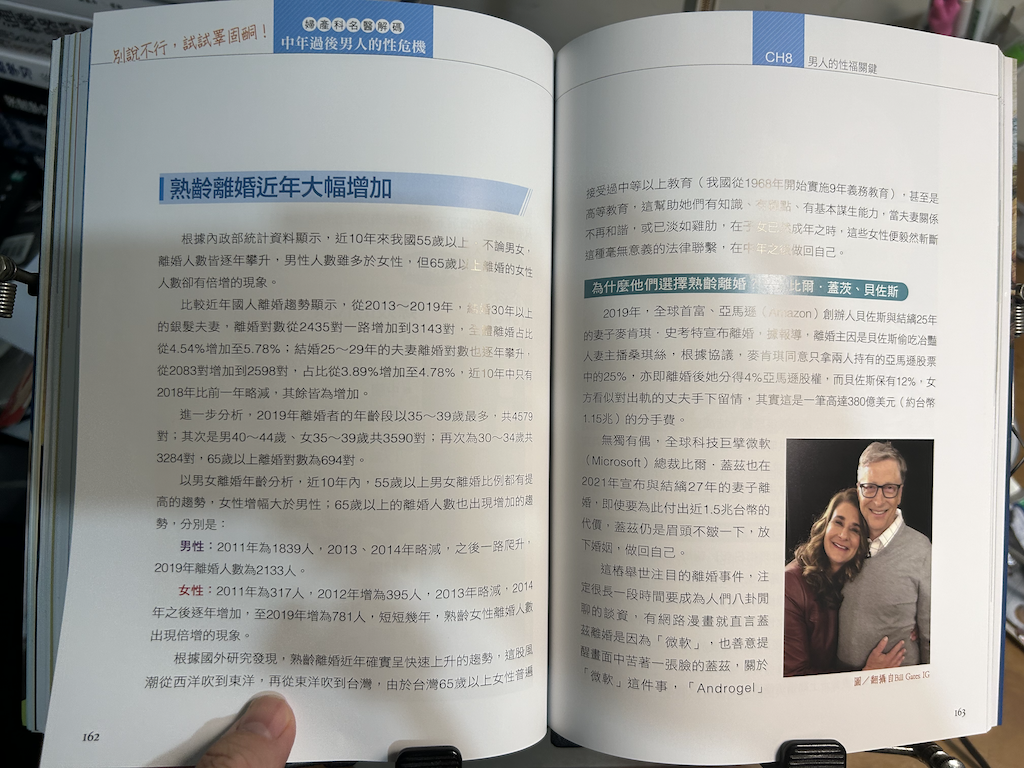 別說不行，試試睪固酮！
婦產科名醫解碼
中年過後男人的性危機
熟齡離婚近年大幅增加
根據內政部統計資料顯示，近10年來我國55歲以上，不論男女，
離婚人數皆逐年攀升，男性人數雖多於女性，但65歲以上離婚的女性
人數卻有倍增的現象。
比較近年國人離婚趨勢顯示，從2013～2019年，結婚30年以上
的銀髮夫妻，離婚對數從2435對一路增加到3143對，整體離婚占比
從4.54%增加至5.78%；結婚25～29年的夫妻離婚對數也逐年攀升，
從2083對增加到2598對，占比從3.89%增加至4.78%，近10年中只有
2018年比前一年略減，其餘皆為增加。
進一步分析，2019年離婚者的年齡段以35～39歲最多，共4579
對；其次是男40～44歲、女35～39歲共3590對；再次為30～34歲共
3284對，65歲以上離婚對數為694對。
以男女離婚年齡分析，近10年內，55歲以上男女離婚比例都有提
高的趨勢，女性增幅大於男性；65歲以上的離婚人數也出現增加的趨
勢，分別是：
男性：2011年為1839人，2013、2014年略減，之後一路爬升，
2019年離婚人數為2133人。
女性：2011年為317人，2012年增為395人，2013年略減，2014
年之後逐年增加，至2019年增為781人，短短幾年，熟齡女性離婚人數
出現倍增的現象。
根據國外研究發現，熟齡離婚近年確實呈快速上升的趨勢，這股風
潮從西洋吹到東洋，再從東洋吹到台灣，由於台灣65歲以上女性普遍
162
CH8
男人的性福關鍵
接受過中等以上教育（我國從1968年開始實施9年義務教育），甚至是
高等教育，這幫助她們有知識、有觀點、有基本謀生能力，當夫妻關係
不再和諧，或已淡如雞肋，在子女已成年之時，這些女性便毅然斬斷
這種毫無意義的法律聯繫，在中年之後做回自己。
為什麼他們選擇熟齡離婚？ 比爾・蓋茨、貝佐斯
2019年，全球首富、亞馬遜（Amazon）創辦人貝佐斯與結縭25年
的妻子麥肯琪・史考特宣布離婚，據報導，離婚主因是貝佐斯偷吃冶豔
人妻主播桑琪絲，根據協議，麥肯琪同意只拿兩人持有的亞馬遜股票
中的25%，亦即離婚後她分得4%亞馬遜股權，而貝佐斯保有12%，女
方看似對出軌的丈夫手下留情，其實這是一筆高達380億美元（約台幣
1.15兆）的分手費。
無獨有偶，全球科技巨擘微軟
（Microsoft）總裁比爾・蓋茲也在
2021年宣布與結縭27年的妻子離
婚，即使要為此付出近1.5兆台幣的
代價，蓋茲仍是眉頭不皺一下，放
下婚姻，做回自己。
這樁舉世注目的離婚事件，注
定很長一段時間要成為人們八卦閒
聊的談資，有網路漫畫就直言蓋
茲離婚是因為「微軟」，也善意提
醒畫面中苦著一張臉的蓋茲，關於
「微軟」這件事，「Androgel」
圖／翻攝自Bill Gates IG
163